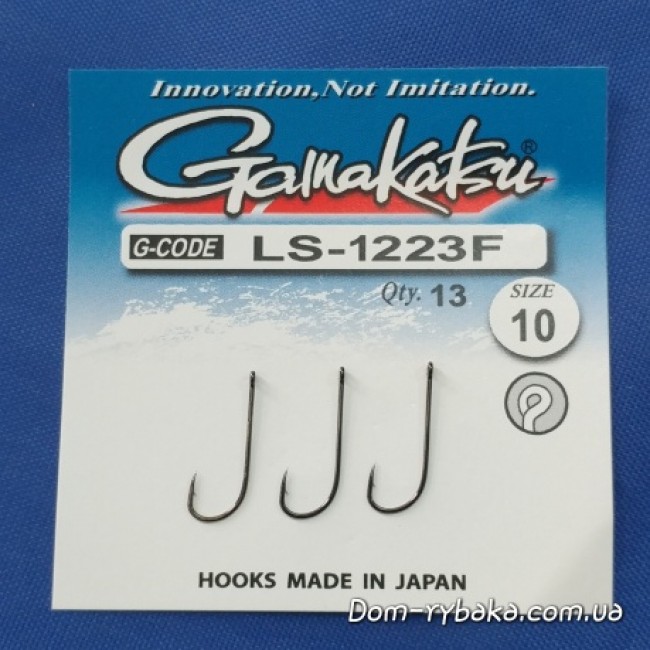 Innovation, Not Imitation.
Gamakatsu®
G-CODE LS-1223F
Qty. 13 SIZE
10
HOOKS MADE IN JAPAN
Dom-rybaka.com.ua